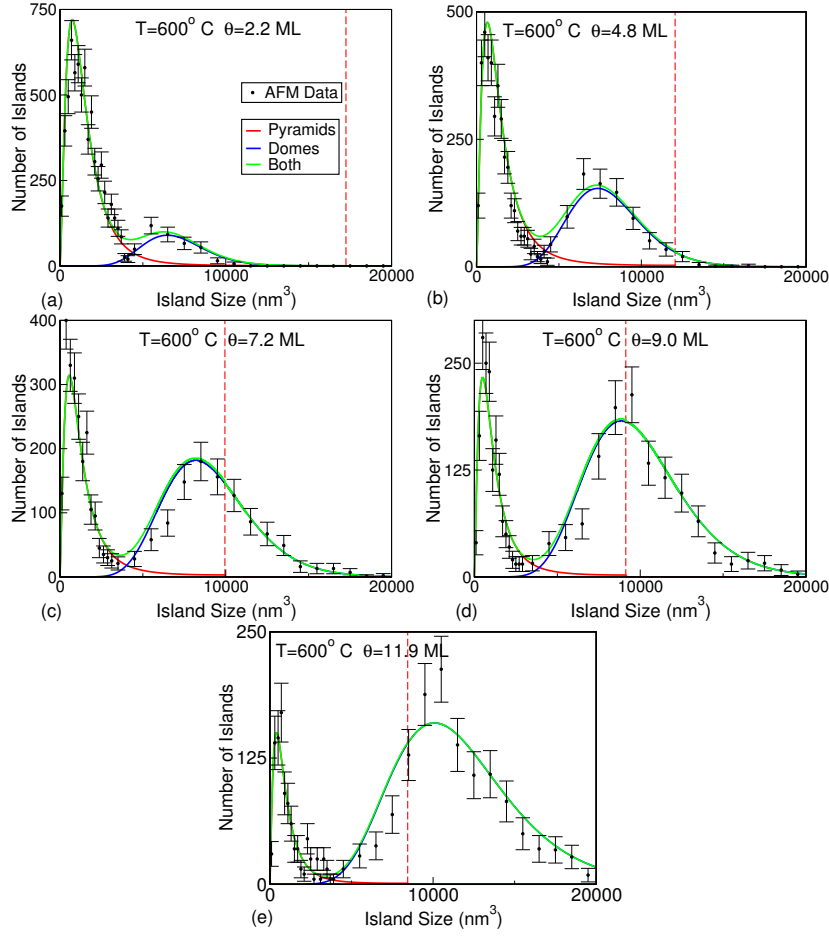 T=600° C θ=2.2 ML
AFM Data
Pyramids
Domes
Both
Number of Islands
750
500
250
0
0
10000
20000
(a)
Island Size (nm³)
T=600° C θ=4.8 ML
Number of Islands
500
250
0
0
10000
20000
(b)
Island Size (nm³)
T=600° C θ=7.2 ML
Number of Islands
400
300
200
100
0
0
10000
20000
(c)
Island Size (nm³)
T=600° C θ=9.0 ML
Number of Islands
250
125
0
0
10000
20000
(d)
Island Size (nm³)
T=600° C θ=11.9 ML
Number of Islands
250
125
0
0
10000
20000
(e)
Island Size (nm³)